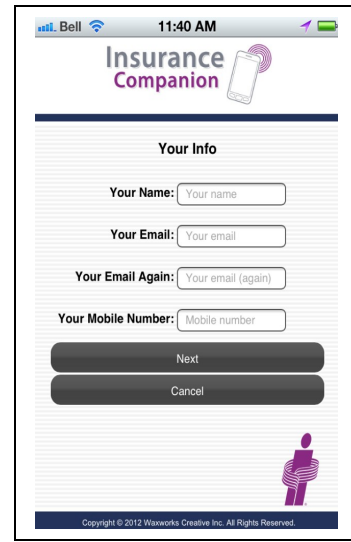 Bell 11:40 AM
Insurance
Companion
Your Info
Your Name: Your name
Your Email: Your email
Your Email Again: Your email (again)
Your Mobile Number: Mobile number
Next
Cancel
Copyright © 2012 Waxworks Creative Inc. All Rights Reserved.